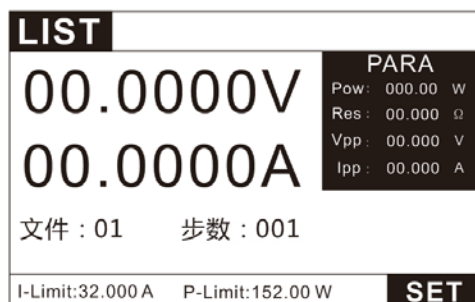 LIST
00.0000V
00.0000A
PARA
Pow: 000.00 W
Res: 00.000 Ω
Vpp: 00.000 V
Ipp: 00.000 A
文件：01 步数：001
I-Limit:32.000 A P-Limit:152.00 W SET